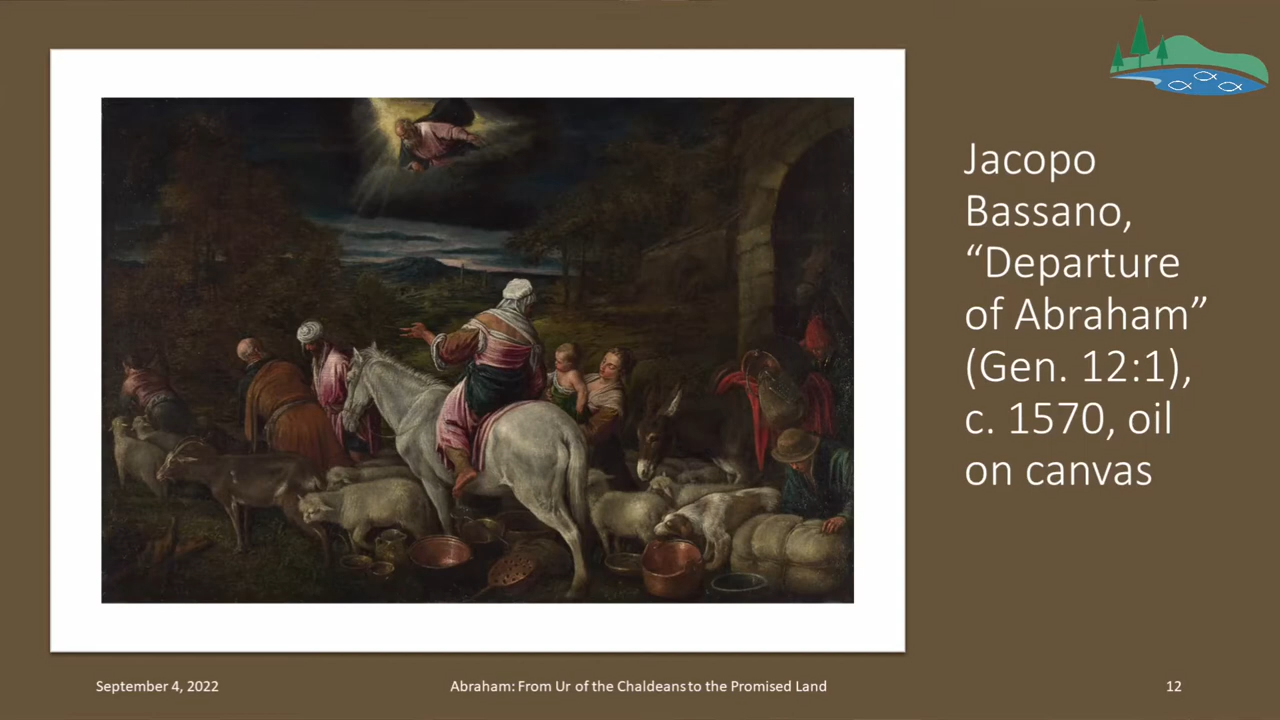 Jacopo
Bassano,
“Departure
of Abraham”
(Gen. 12:1),
c. 1570, oil
on canvas
September 4, 2022
Abraham: From Ur of the Chaldeans to the Promised Land
12